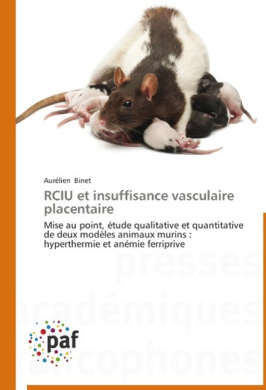 Aurélien Binet
RCIU et insuffisance vasculaire
placentaire
Mise au point, étude qualitative et quantitative
de deux modèles animaux murins :
hyperthermie et anémie ferriprive
presses
académiques
francophones
paf